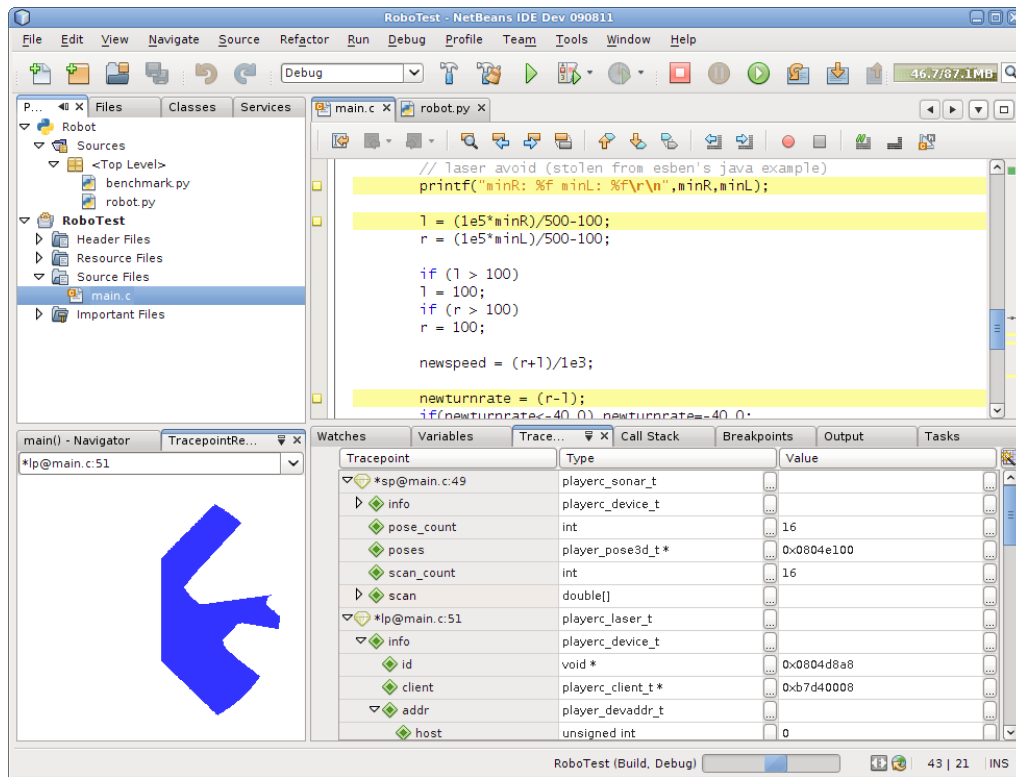 RoboTest - NetBeans IDE Dev 090811
File Edit View Navigate Source Refactor Run Debug Profile Team Tools Window Help
Debug
46.7/87.1MB
P... Files Classes Services
Robot
Sources
<Top Level>
benchmark.py
robot.py
RoboTest
Header Files
Resource Files
Source Files
main.c
Important Files
main.c robot.py
// laser avoid (stolen from esben's java example)
printf("minR: %f minL: %f\r\n",minR,minL);
l = (1e5*minR)/500-100;
r = (1e5*minL)/500-100;
if (l > 100)
l = 100;
if (r > 100)
r = 100;
newspeed = (r+l)/1e3;
newturnrate = (r-l);
if(newturnrate<-40.0) newturnrate=-40.0;
main() - Navigator TracepointRe...
*lp@main.c:51
Watches Variables Trace... Call Stack Breakpoints Output Tasks
Tracepoint Type Value
*sp@main.c:49 playerc_sonar_t ...
info playerc_device_t ...
pose_count int ... 16
poses player_pose3d_t * ... 0x0804e100
scan_count int ... 16
scan double[] ...
*lp@main.c:51 playerc_laser_t ...
info playerc_device_t ...
id void * ... 0x0804d8a8
client playerc_client_t * ... 0xb7d40008
addr player_devaddr_t ...
host unsigned int ... 0
RoboTest (Build, Debug) 43 | 21 INS